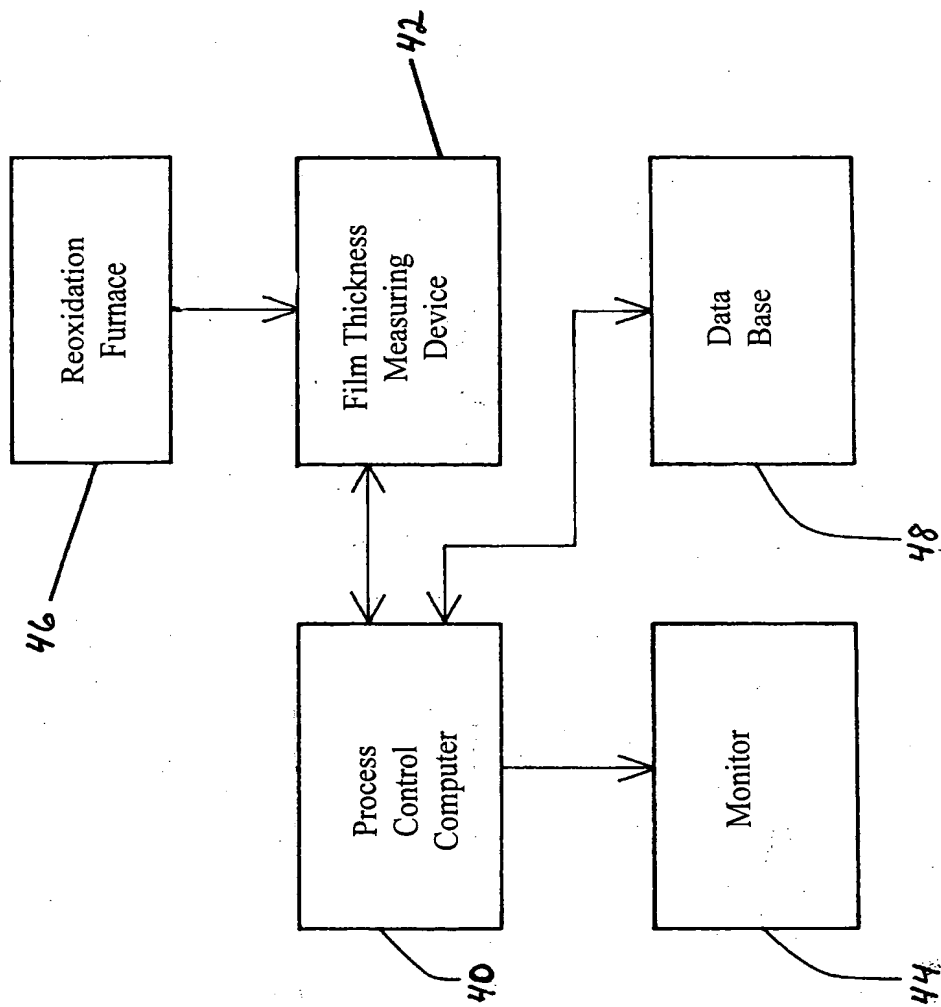 46
Reoxidation
Furnace
42
Film Thickness
Measuring
Device
40
Process
Control
Computer
44
Monitor
48
Data
Base